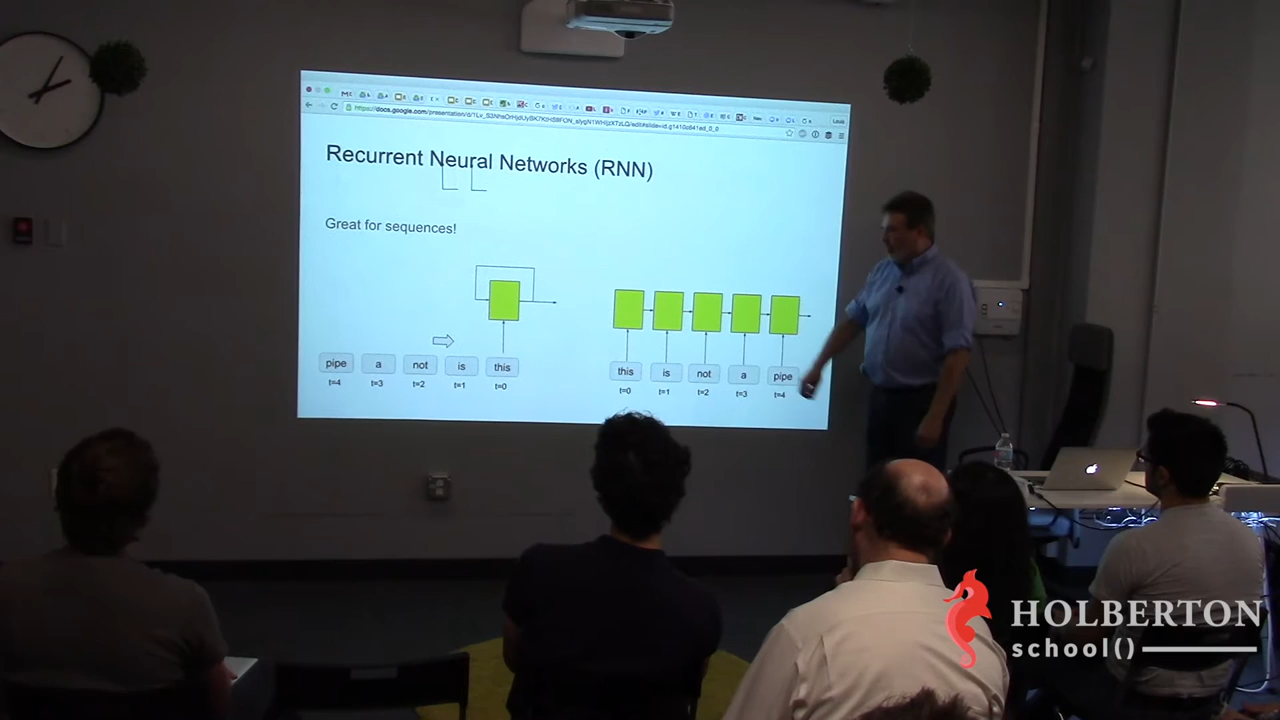 Louis
Recurrent Neural Networks (RNN)
Great for sequences!
pipe a not is this
t=4 t=3 t=2 t=1 t=0
this is not a pipe
t=0 t=1 t=2 t=3 t=4
HOLBERTON
school()